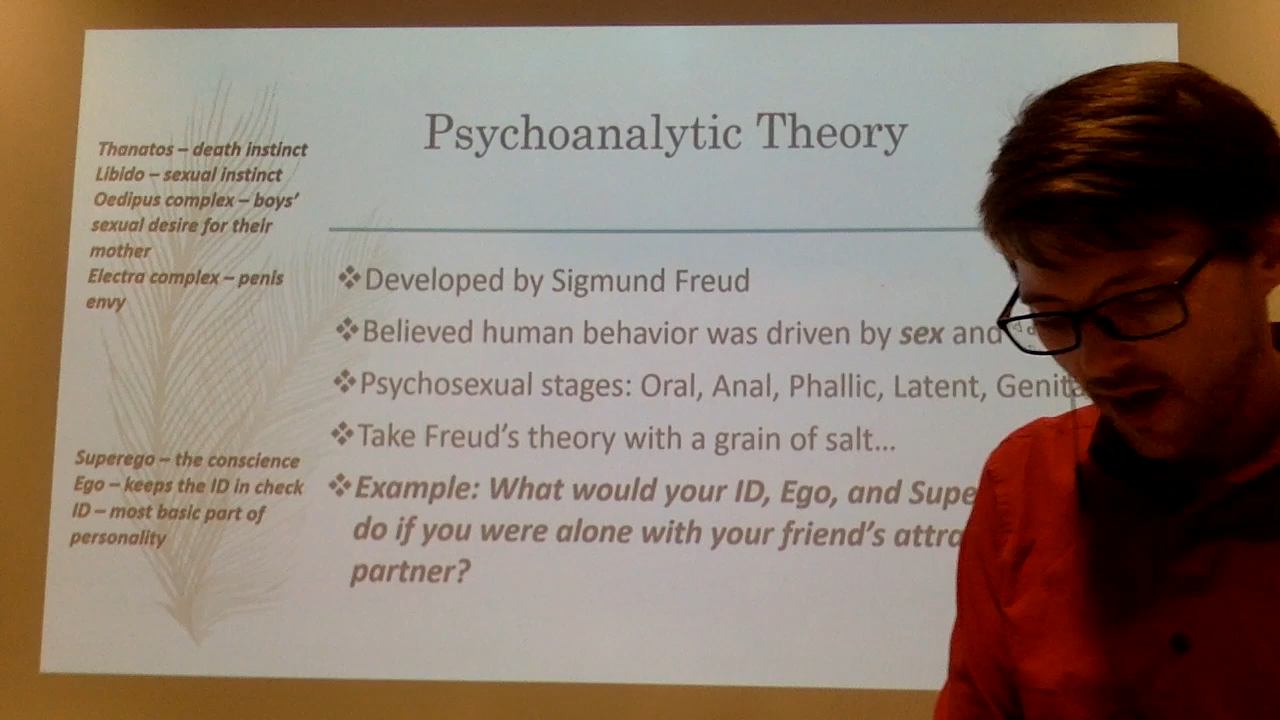 Psychoanalytic Theory
Thanatos – death instinct
Libido – sexual instinct
Oedipus complex – boys'
sexual desire for their
mother
Electra complex – penis
envy
Superego – the conscience
Ego – keeps the ID in check
ID – most basic part of
personality
❖Developed by Sigmund Freud
❖Believed human behavior was driven by sex and
❖Psychosexual stages: Oral, Anal, Phallic, Latent,
❖Take Freud's theory with a grain of salt...
❖Example: What would your ID, Ego, and
do if you were alone with your friend's
partner?